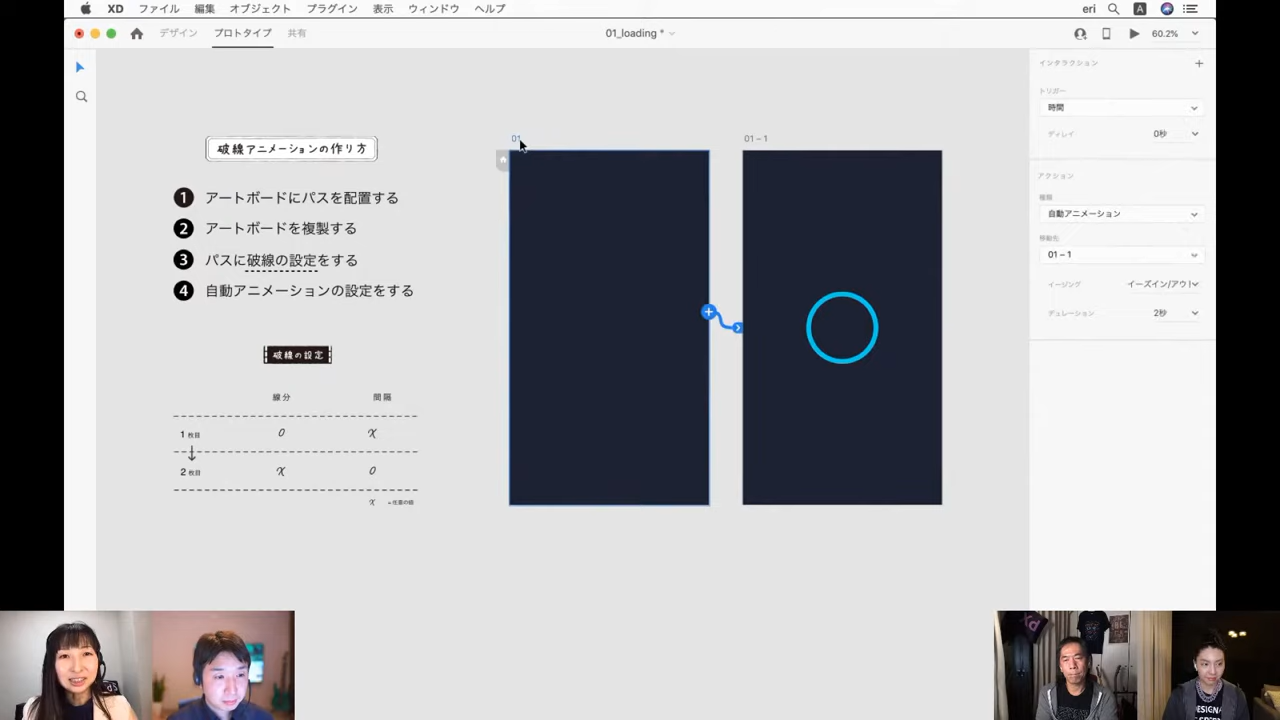 XD ファイル 編集 オブジェクト プラグイン 表示 ウィンドウ ヘルプ eri A
デザイン プロトタイプ 共有 01_loading * 60.2%
インタラクション +
トリガー
時間
ディレイ 0秒
アクション
種類
自動アニメーション
移動先
01 – 1
イージング イーズイン/アウト
デュレーション 2秒
破線アニメーションの作り方
1 アートボードにパスを配置する
2 アートボードを複製する
3 パスに破線の設定をする
4 自動アニメーションの設定をする
破線の設定
線分 間隔
1 枚目 0 x
2 枚目 x 0
x =任意の値
01
01 – 1
xd
DESIGNA